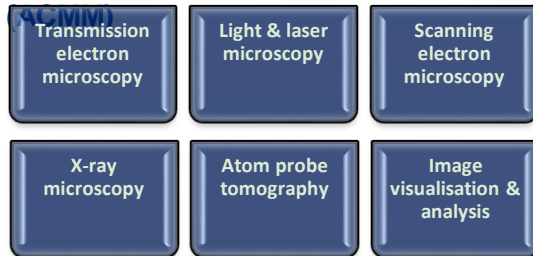 (ACMM)
Transmission
electron
microscopy
Light & laser
microscopy
Scanning
electron
microscopy
X-ray
microscopy
Atom probe
tomography
Image
visualisation &
analysis